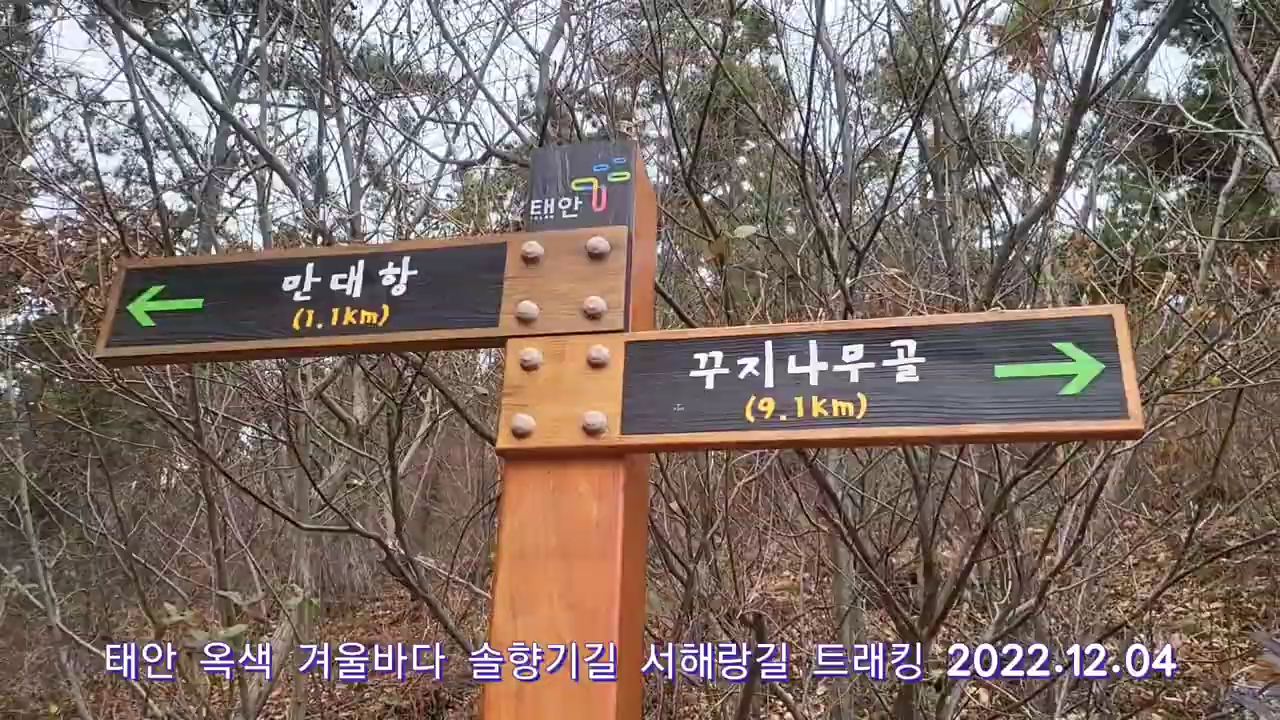 태안
만대항
(1.1km)
꾸지나무골
(9.1km)
태안 옥색 겨울바다 솔향기길 서해랑길 트래킹 2022.12.04